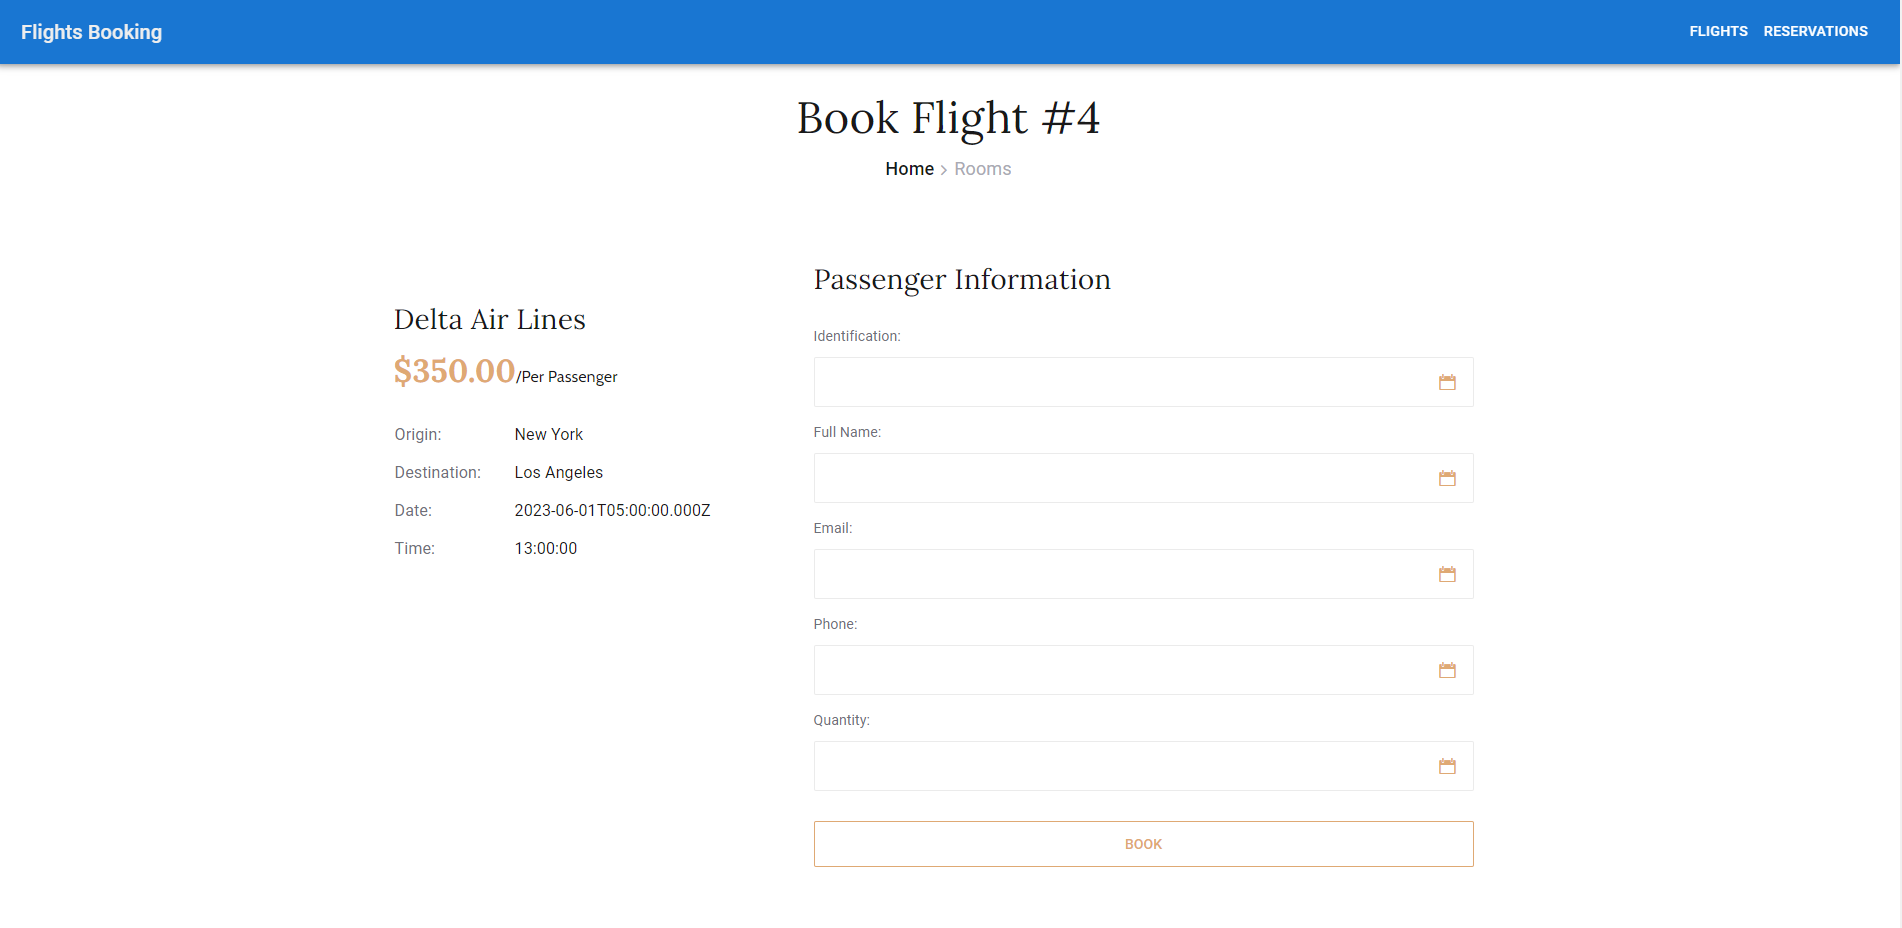 Flights Booking
FLIGHTS RESERVATIONS
Book Flight #4
Home > Rooms
Delta Air Lines
$350.00/Per Passenger
Origin: New York
Destination: Los Angeles
Date: 2023-06-01T05:00:00.000Z
Time: 13:00:00
Passenger Information
Identification:
Full Name:
Email:
Phone:
Quantity:
BOOK